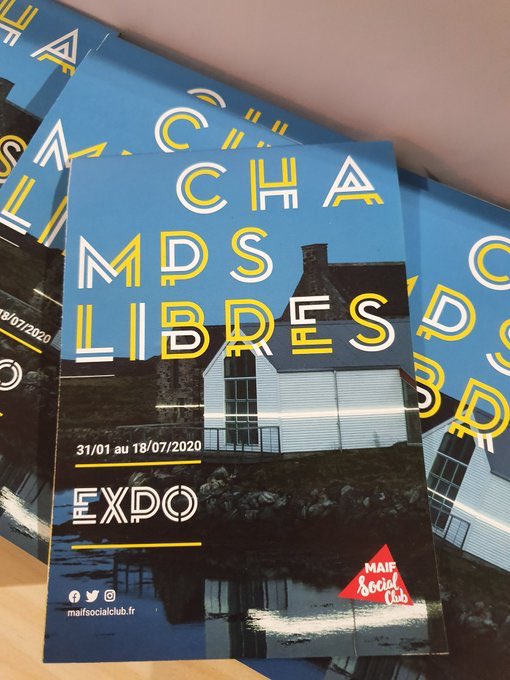 CHA
MPS
LIBRES
31/01 au 18/07/2020
EXPO
maifsocialclub.fr
MAIF
Social
Club